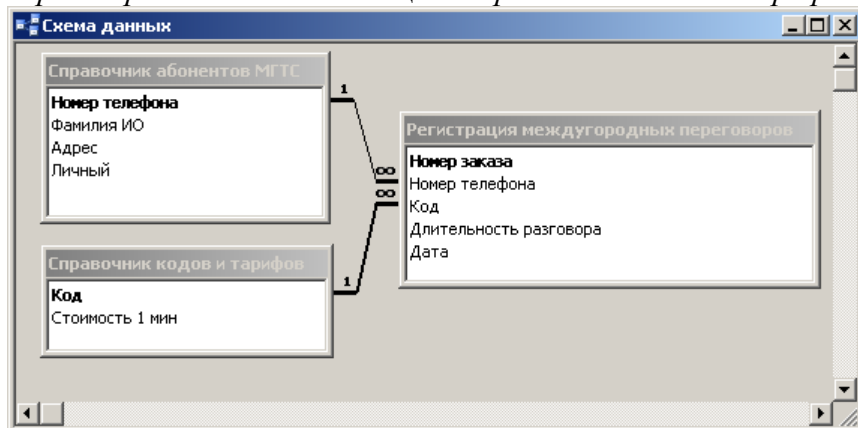 Схема данных
Справочник абонентов МГТС
Номер телефона
Фамилия ИО
Адрес
Личный
1
∞
∞
Регистрация междугородных переговоров
Номер заказа
Номер телефона
Код
Длительность разговора
Дата
Справочник кодов и тарифов
1
Код
Стоимость 1 мин